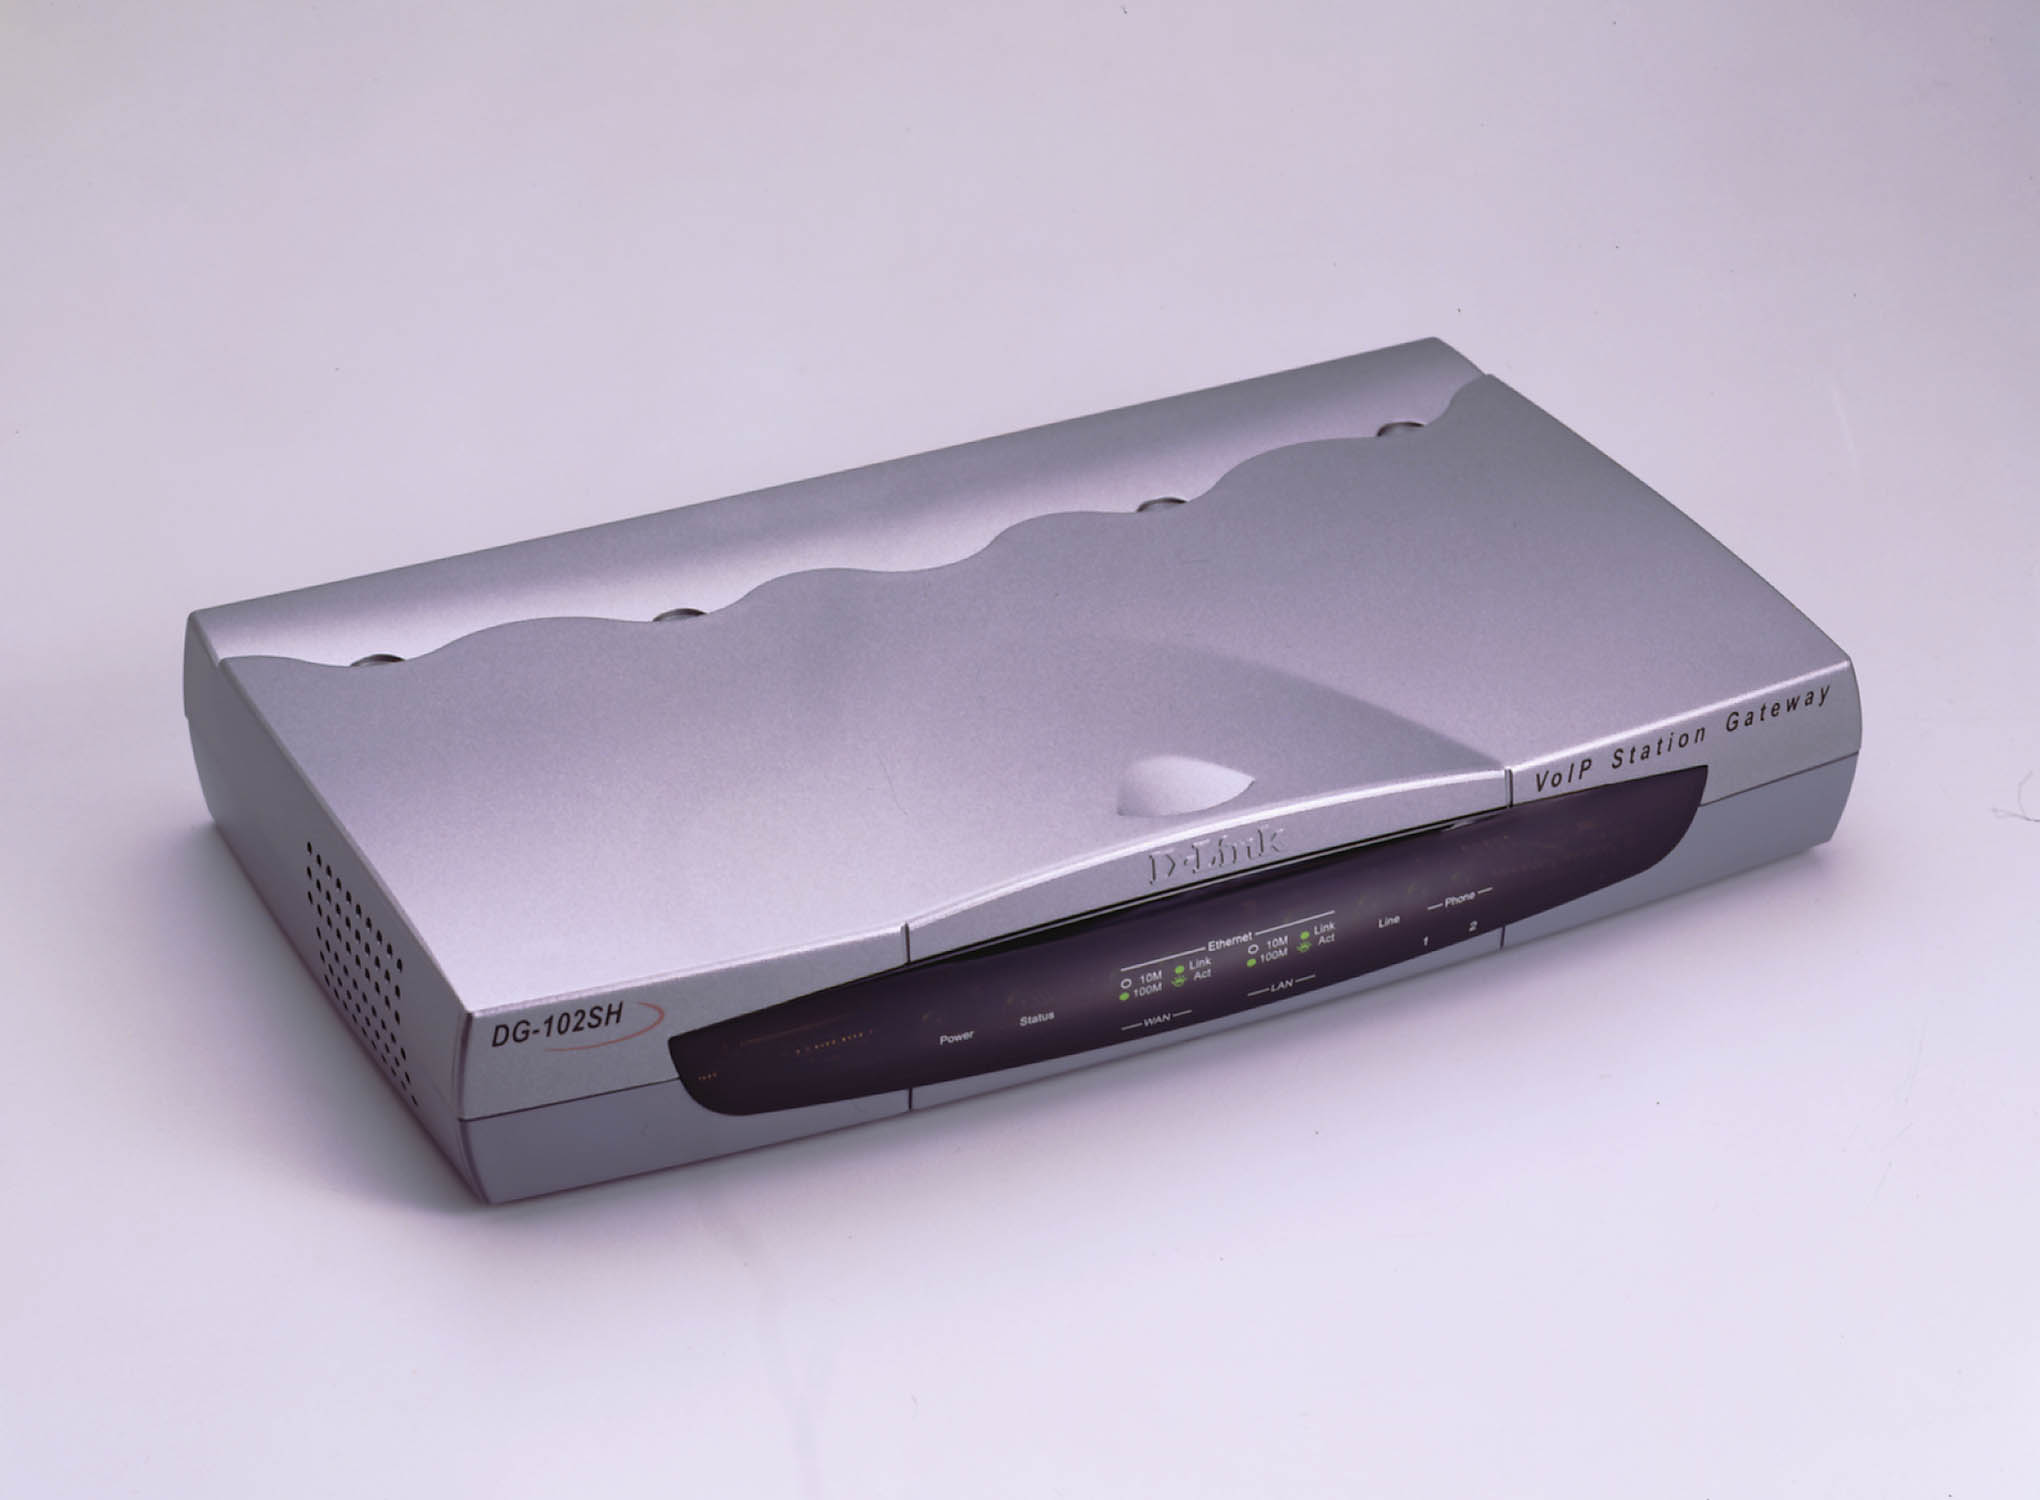 VoIP Station Gateway
D-Link
DG-102SH
Power
Status
Ethernet
10M Link
100M Act
WAN
10M Link
100M Act
LAN
Line
Phone
1 2